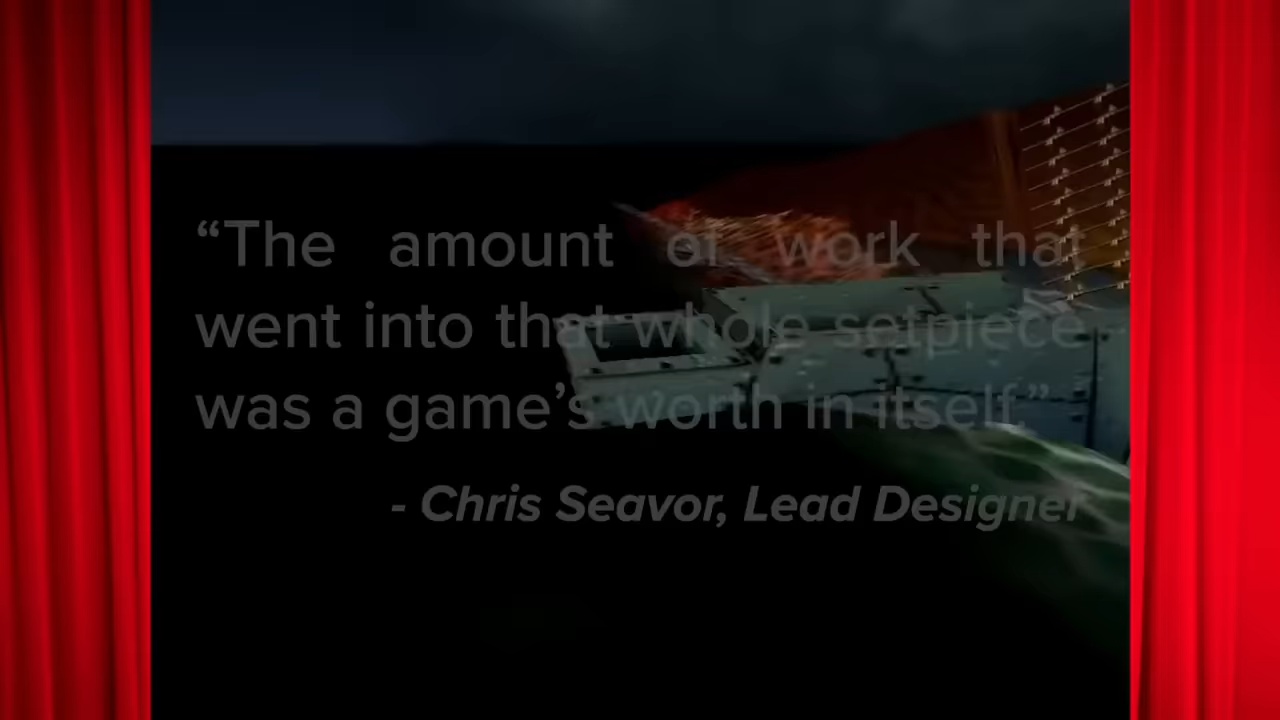 “The amount of work that
went into that whole setpiece
was a game’s worth in itself.”
- Chris Seavor, Lead Designer